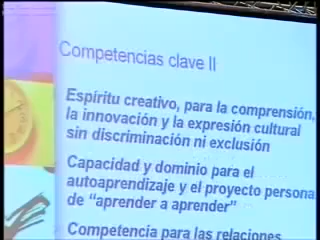 Competencias clave II
Espíritu creativo, para la comprensión,
la innovación y la expresión cultural
sin discriminación ni exclusión
Capacidad y dominio para el
autoaprendizaje y el proyecto persona
de “aprender a aprender”
Competencia para las relaciones